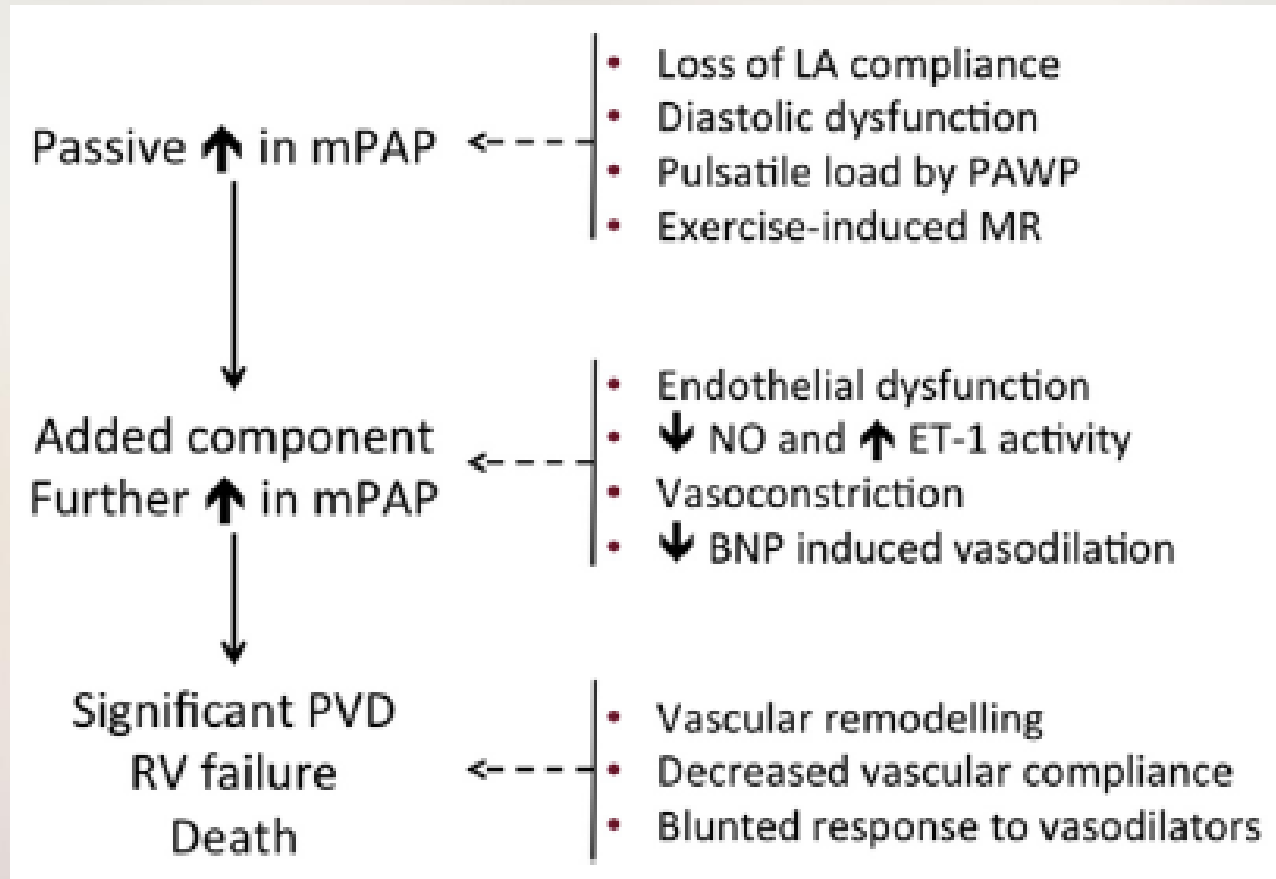 Passive ↑ in mPAP
• Loss of LA compliance
• Diastolic dysfunction
• Pulsatile load by PAWP
• Exercise-induced MR
Added component
Further ↑ in mPAP
• Endothelial dysfunction
• ↓ NO and ↑ ET-1 activity
• Vasoconstriction
• ↓ BNP induced vasodilation
Significant PVD
RV failure
Death
• Vascular remodelling
• Decreased vascular compliance
• Blunted response to vasodilators